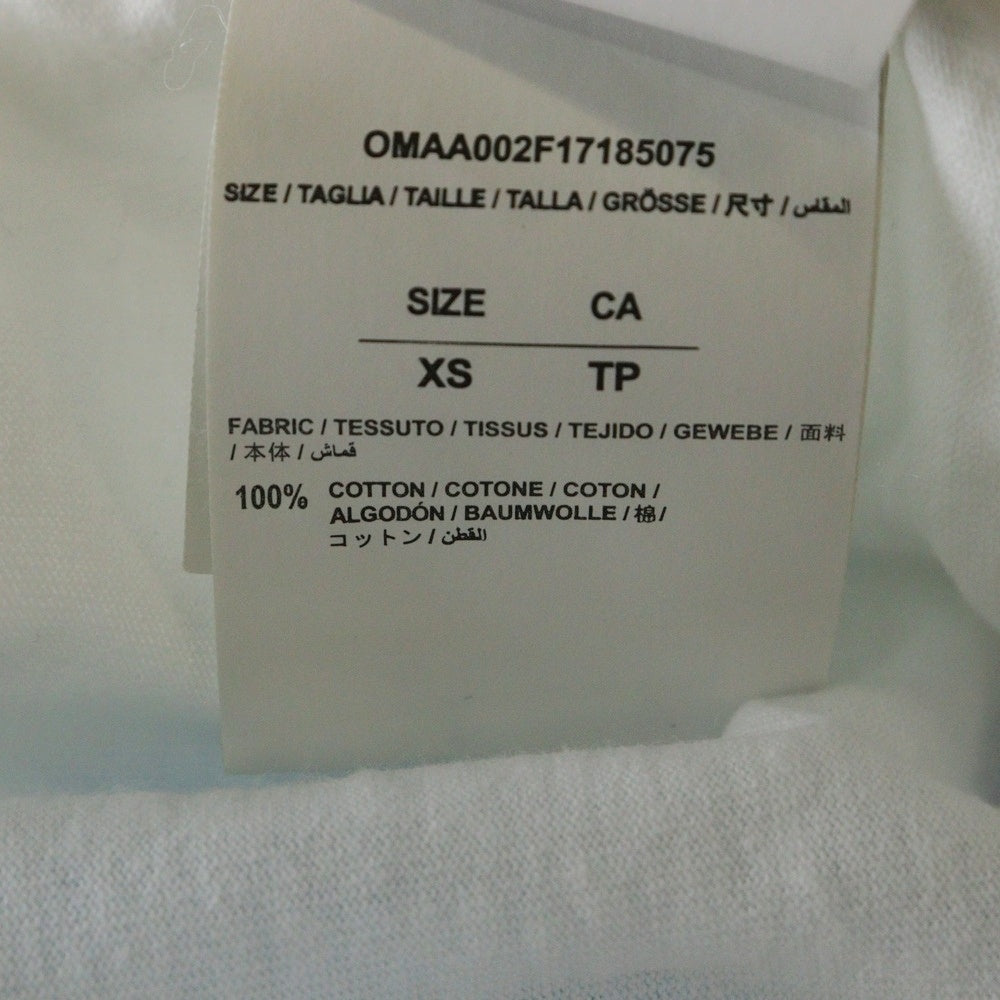 OMAA002F17185075
SIZE / TAGLIA / TAILLE / TALLA / GRÖSSE / 尺寸 / المقاس
SIZE CA
XS TP
FABRIC / TESSUTO / TISSUS / TEJIDO / GEWEBE / 面料
/ 本体 / قماش
100% COTTON / COTONE / COTON /
ALGODÓN / BAUMWOLLE / 棉 /
コットン / القطن